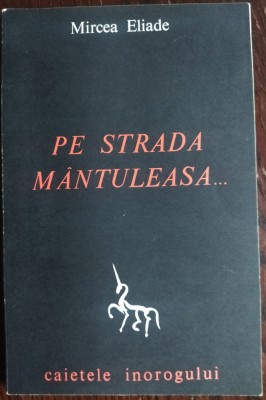 Mircea Eliade
PE STRADA
MÂNTULEASA...
caietele inorogului